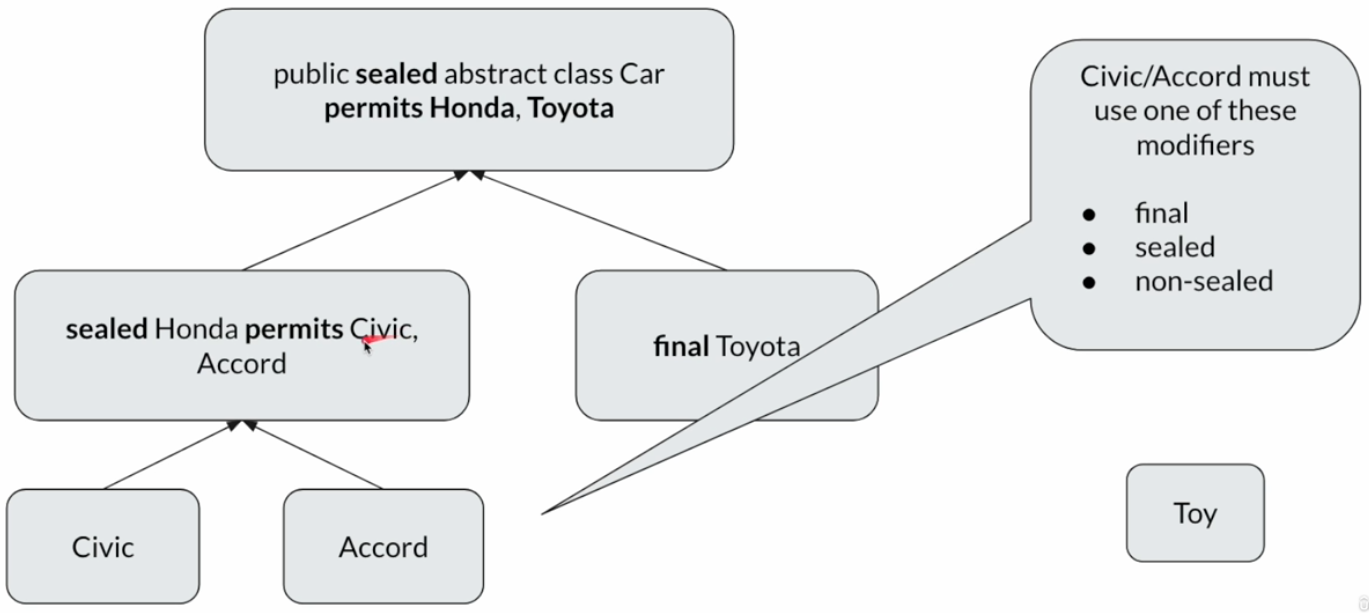 public sealed abstract class Car
permits Honda, Toyota
Civic/Accord must
use one of these
modifiers
● final
● sealed
● non-sealed
sealed Honda permits Civic,
Accord
final Toyota
Civic
Accord
Toy